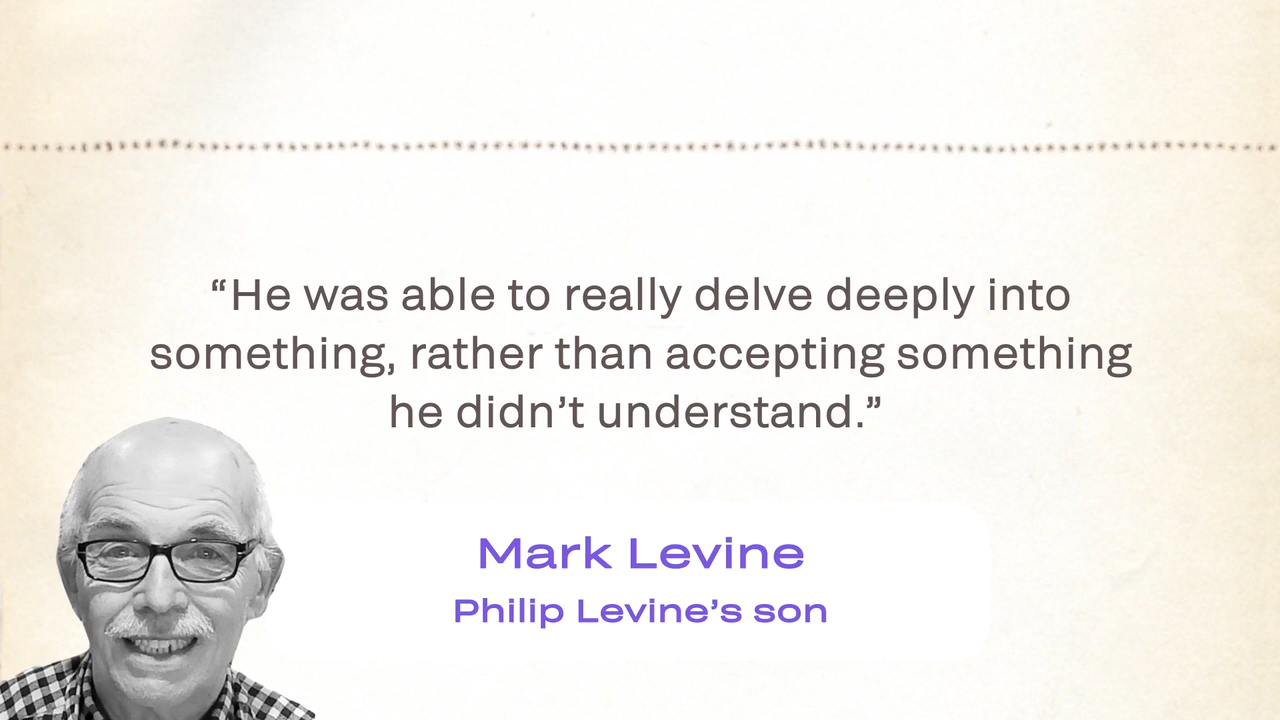 “He was able to really delve deeply into
something, rather than accepting something
he didn’t understand.”
Mark Levine
Philip Levine’s son